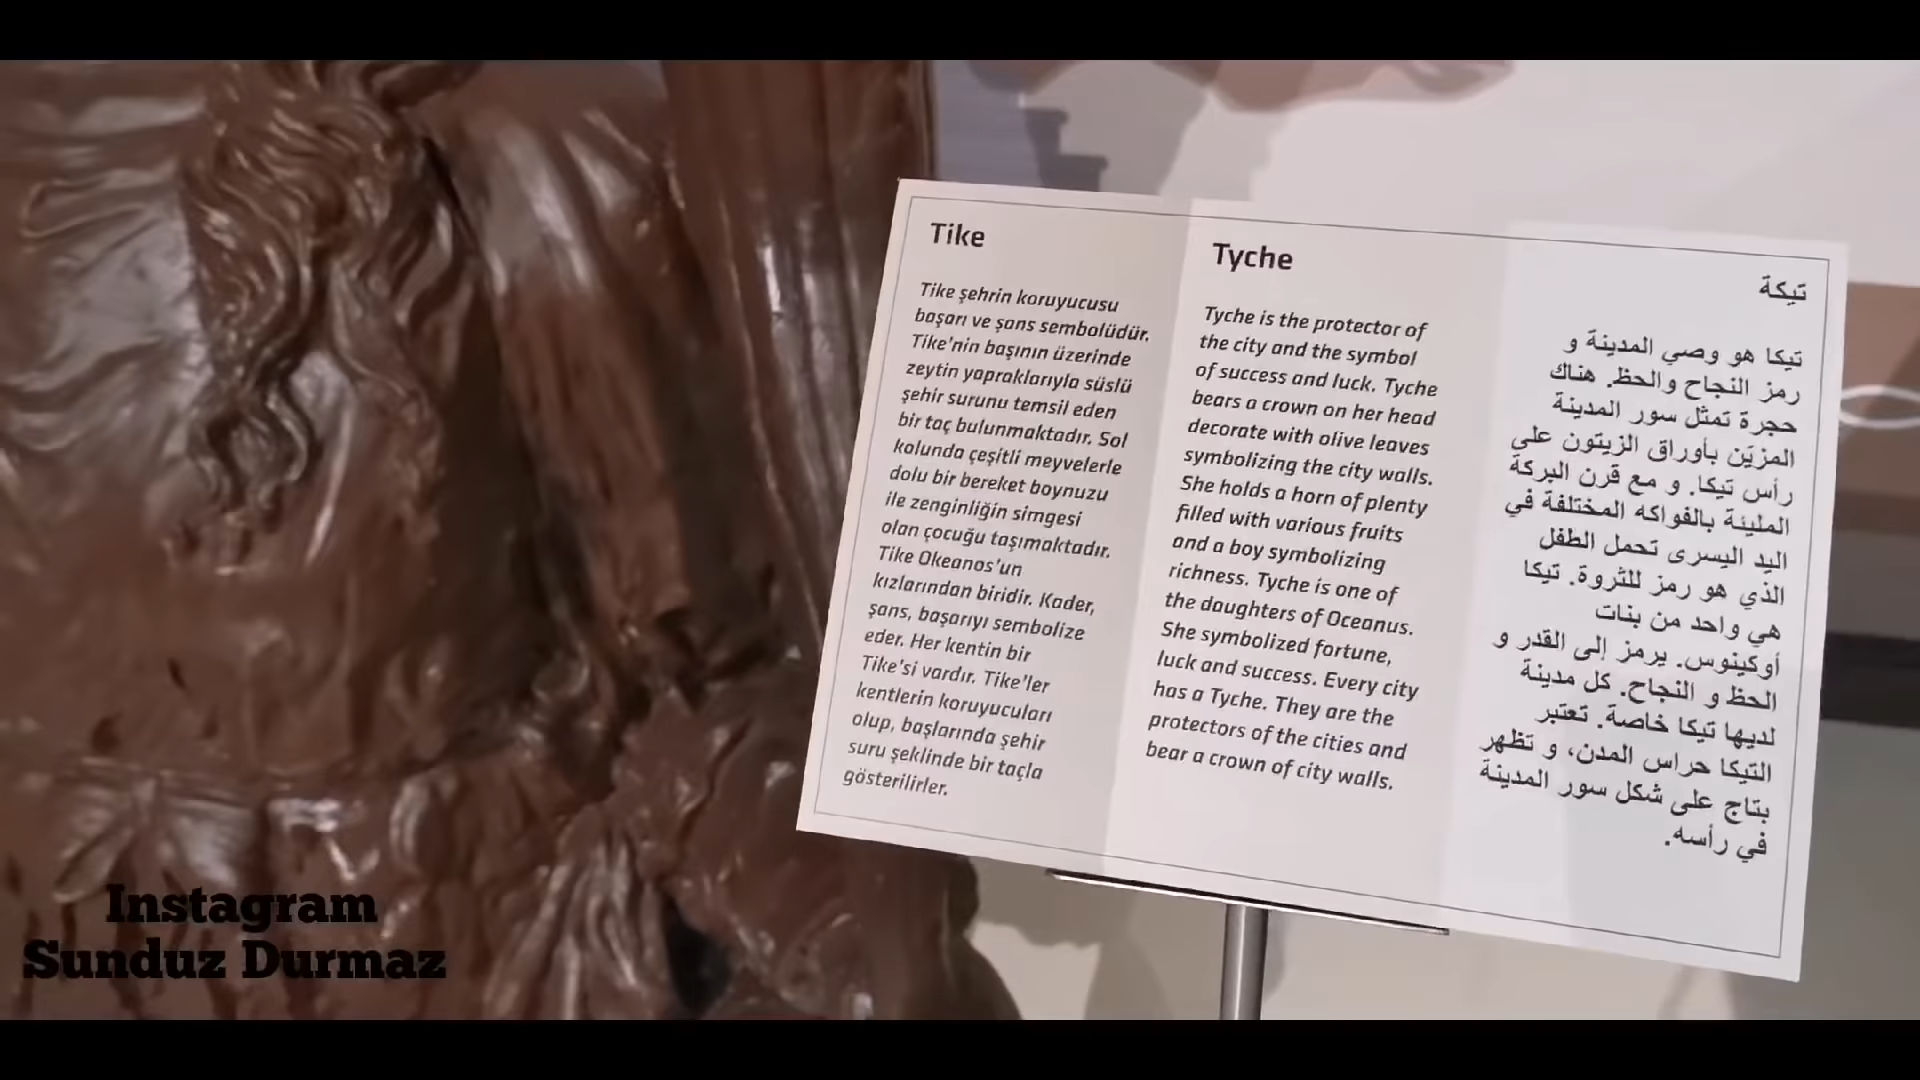 Tike
Tike şehrin koruyucusu
başarı ve şans sembolüdür.
Tike'nin başının üzerinde
zeytin yapraklarıyla süslü
şehir surunu temsil eden
bir taç bulunmaktadır. Sol
kolunda çeşitli meyvelerle
dolu bir bereket boynuzu
ile zenginliğin simgesi
olan çocuğu taşımaktadır.
Tike Okeanos'un
kızlarından biridir. Kader,
şans, başarıyı sembolize
eder. Her kentin bir
Tike'si vardır. Tike'ler
kentlerin koruyucuları
olup, başlarında şehir
suru şeklinde bir taçla
gösterilirler.
Tyche
Tyche is the protector of
the city and the symbol
of success and luck. Tyche
bears a crown on her head
decorate with olive leaves
symbolizing the city walls.
She holds a horn of plenty
filled with various fruits
and a boy symbolizing
richness. Tyche is one of
the daughters of Oceanus.
She symbolized fortune,
luck and success. Every city
has a Tyche. They are the
protectors of the cities and
bear a crown of city walls.
تيكة
تيكا هو وصي المدينة و
رمز النجاح والحظ. هناك
حجرة تمثل سور المدينة
المزيّن بأوراق الزيتون على
رأس تيكا. و مع قرن البركة
المليئة بالفواكه المختلفة في
اليد اليسرى تحمل الطفل
الذي هو رمز للثروة. تيكا
هي واحد من بنات
أوكينوس. يرمز إلى القدر و
الحظ و النجاح. كل مدينة
لديها تيكا خاصة. تعتبر
التيكا حراس المدن، و تظهر
بتاج على شكل سور المدينة
في رأسه.
Instagram
Sunduz Durmaz